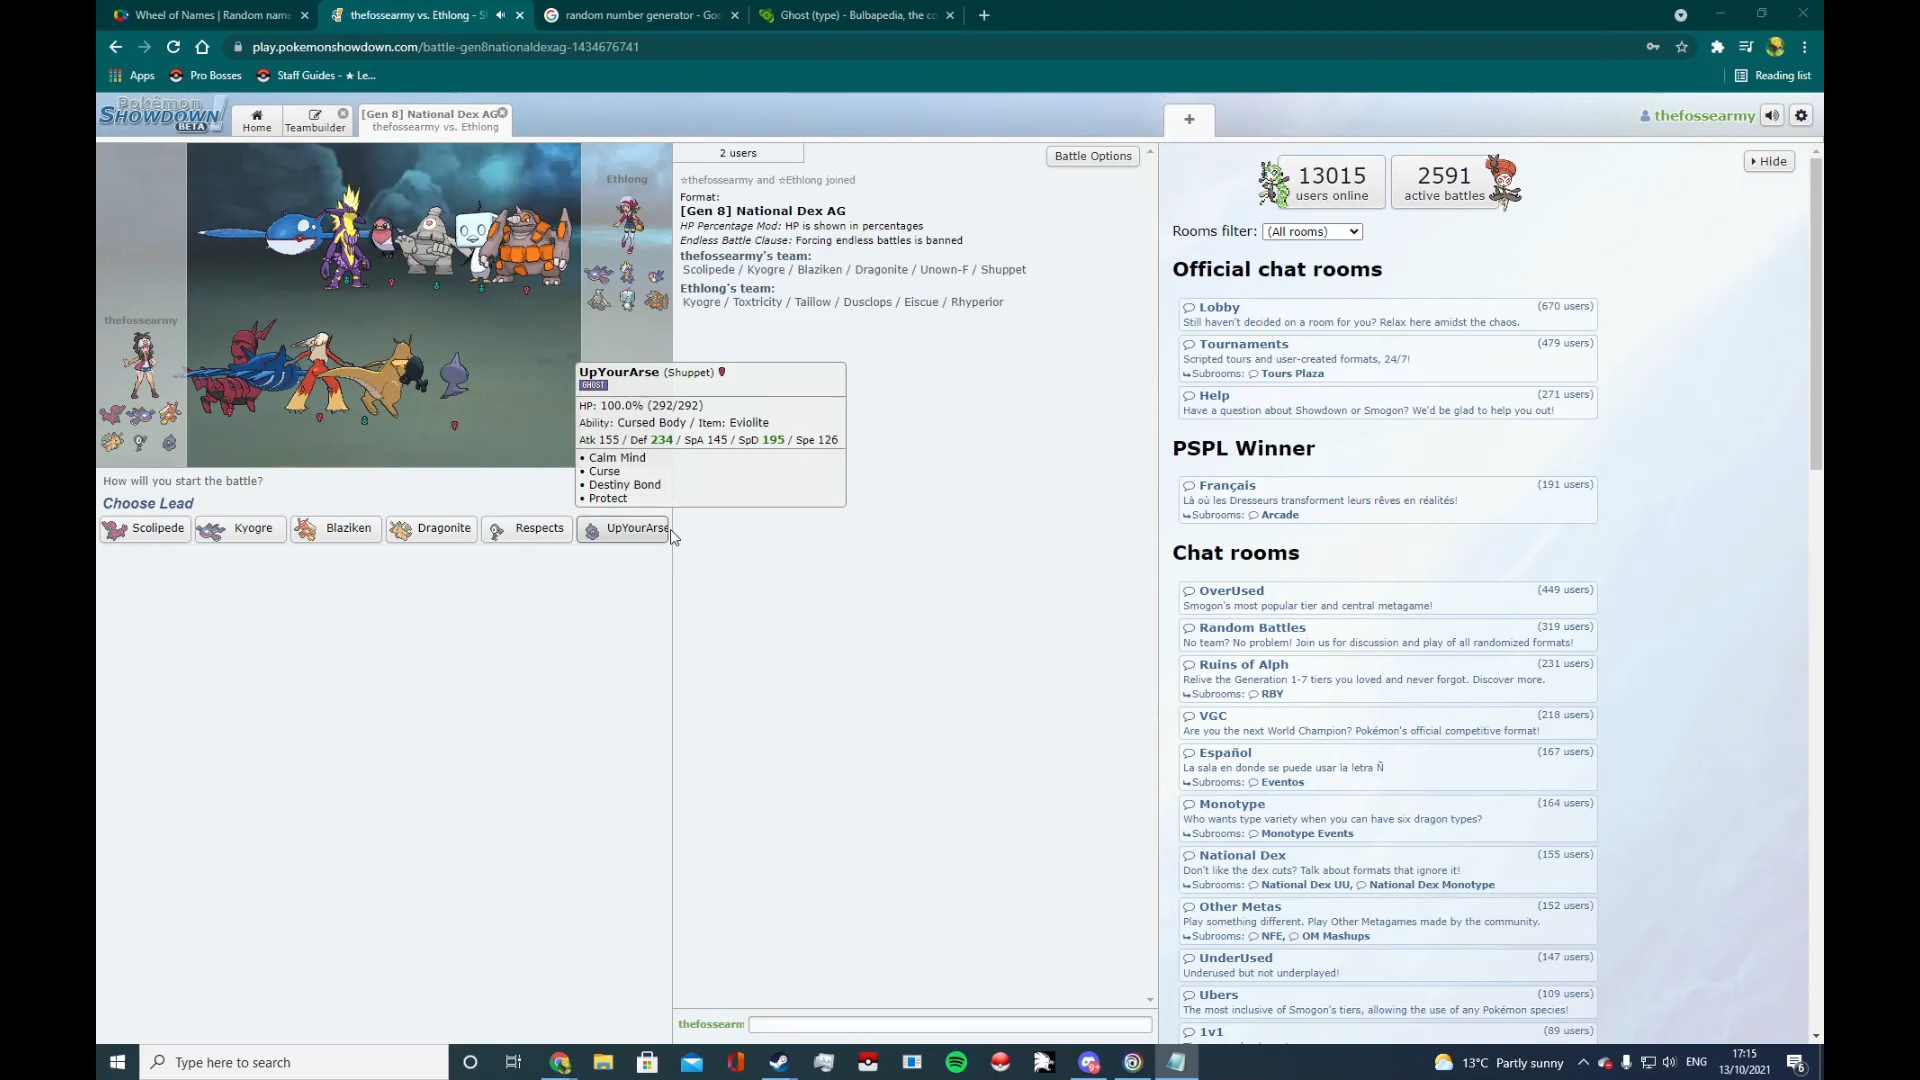 Wheel of Names | Random name
thefossearmy vs. Ethlong - S
random number generator - Goo
Ghost (type) - Bulbapedia, the co
play.pokemonshowdown.com/battle-gen8nationaldexag-1434676741
Apps
Pro Bosses
Staff Guides - ★ Le...
Reading list
Pokémon
SHOWDOWN!
BETA
Home
Teambuilder
[Gen 8] National Dex AG
thefossearmy vs. Ethlong
thefossearmy
Ethlong
thefossearmy
2 users
Battle Options
☆thefossearmy and ☆Ethlong joined
Format:
[Gen 8] National Dex AG
HP Percentage Mod: HP is shown in percentages
Endless Battle Clause: Forcing endless battles is banned
thefossearmy's team:
Scolipede / Kyogre / Blaziken / Dragonite / Unown-F / Shuppet
Ethlong's team:
Kyogre / Toxtricity / Taillow / Dusclops / Eiscue / Rhyperior
UpYourArse (Shuppet)
GHOST
HP: 100.0% (292/292)
Ability: Cursed Body / Item: Eviolite
Atk 155 / Def 234 / SpA 145 / SpD 195 / Spe 126
• Calm Mind
• Curse
• Destiny Bond
• Protect
How will you start the battle?
Choose Lead
Scolipede
Kyogre
Blaziken
Dragonite
Respects
UpYourArse
thefossearm
13015
users online
2591
active battles
Hide
Rooms filter: (All rooms)
Official chat rooms
Lobby (670 users)
Still haven't decided on a room for you? Relax here amidst the chaos.
Tournaments (479 users)
Scripted tours and user-created formats, 24/7!
Subrooms: Tours Plaza
Help (271 users)
Have a question about Showdown or Smogon? We'd be glad to help you out!
PSPL Winner
Français (191 users)
Là où les Dresseurs transforment leurs rêves en réalités!
Subrooms: Arcade
Chat rooms
OverUsed (449 users)
Smogon's most popular tier and central metagame!
Random Battles (319 users)
No team? No problem! Join us for discussion and play of all randomized formats!
Ruins of Alph (231 users)
Relive the Generation 1-7 tiers you loved and never forgot. Discover more.
Subrooms: RBY
VGC (218 users)
Are you the next World Champion? Pokémon's official competitive format!
Español (167 users)
La sala en donde se puede usar la letra Ñ
Subrooms: Eventos
Monotype (164 users)
Who wants type variety when you can have six dragon types?
Subrooms: Monotype Events
National Dex (155 users)
Don't like the dex cuts? Talk about formats that ignore it!
Subrooms: National Dex UU, National Dex Monotype
Other Metas (152 users)
Play something different. Play Other Metagames made by the community.
Subrooms: NFE, OM Mashups
UnderUsed (147 users)
Underused but not underplayed!
Ubers (109 users)
The most inclusive of Smogon's tiers, allowing the use of any Pokémon species!
1v1 (89 users)
Type here to search
13°C Partly sunny
ENG
17:15
13/10/2021
6